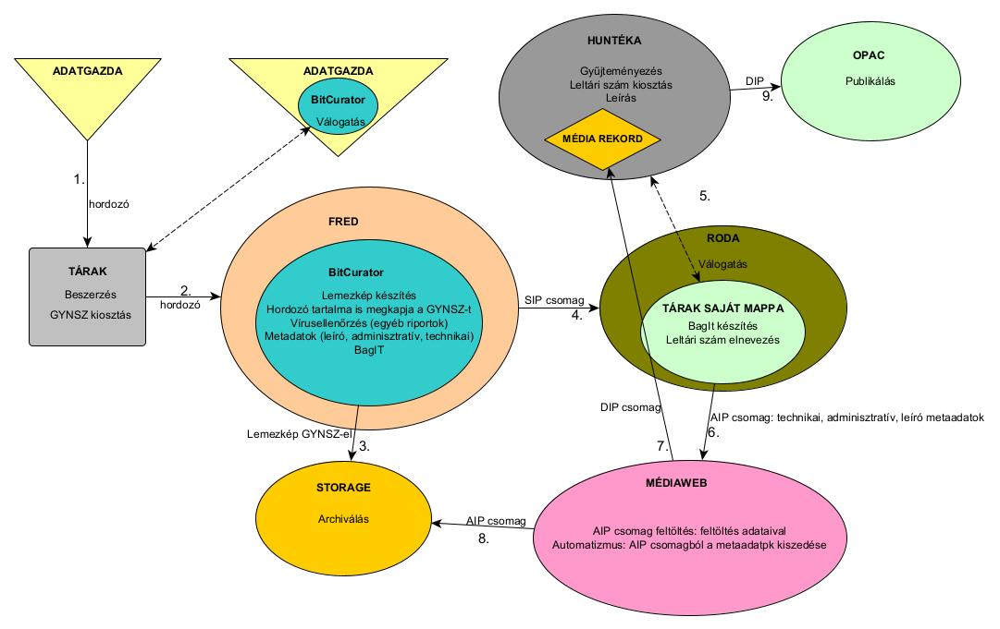 ADATGAZDA
1.
hordozó
ADATGAZDA
BitCurator
Válogatás
TÁRAK
Beszerzés
GYNSZ kiosztás
2.
hordozó
FRED
BitCurator
Lemezkép készítés
Hordozó tartalma is megkapja a GYNSZ-t
Vírusellenőrzés (egyéb riportok)
Metadatok (leíró, adminisztratív, technikai)
BagIT
Lemezkép GYNSZ-el
3.
STORAGE
Archiválás
SIP csomag
4.
HUNTÉKA
Gyűjteményezés
Leltári szám kiosztás
Leírás
MÉDIA REKORD
DIP
9.
OPAC
Publikálás
5.
RODA
Válogatás
TÁRAK SAJÁT MAPPA
BagIt készítés
Leltári szám elnevezés
DIP csomag
7.
AIP csomag: technikai, adminisztratív, leíró metaadatok
6.
MÉDIAWEB
AIP csomag feltöltés: feltöltés adataival
Automatizmus: AIP csomagból a metaadatpk kiszedése
AIP csomag
8.